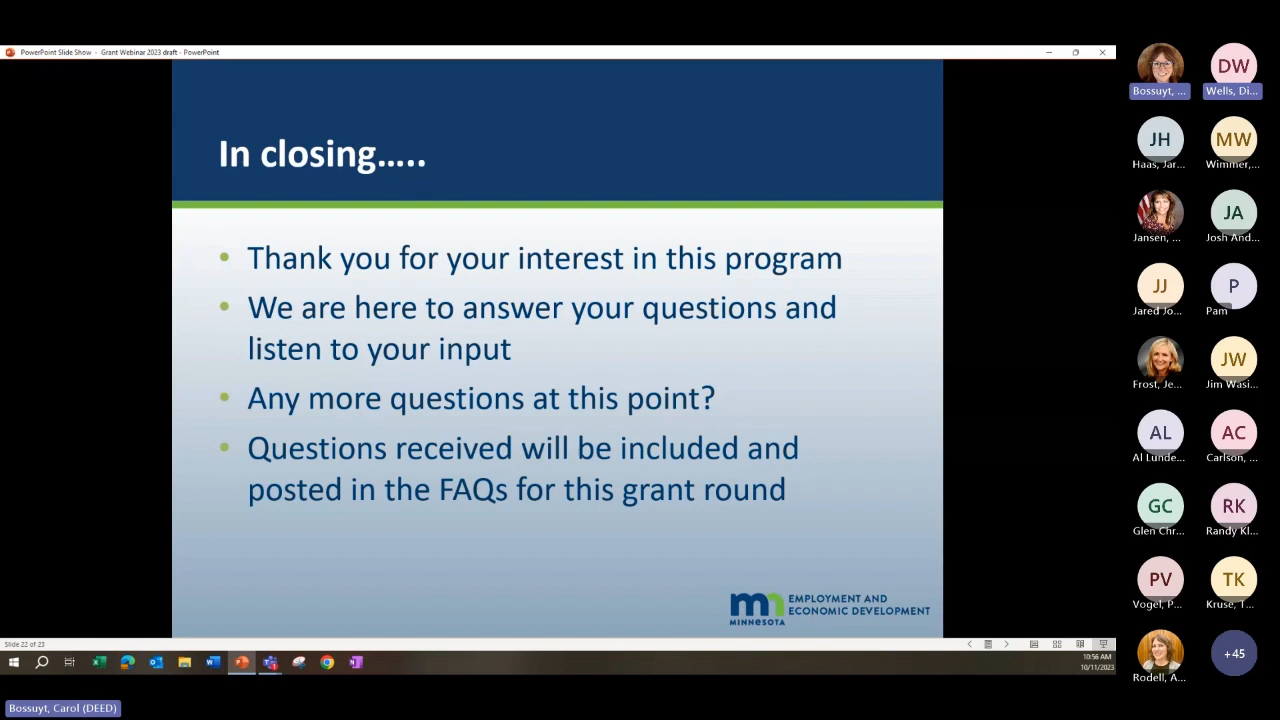 PowerPoint Slide Show - Grant Webinar 2023 draft - PowerPoint
In closing…..
• Thank you for your interest in this program
• We are here to answer your questions and
listen to your input
• Any more questions at this point?
• Questions received will be included and
posted in the FAQs for this grant round
mn
MINNESOTA
EMPLOYMENT AND
ECONOMIC DEVELOPMENT
Slide 22 of 23
10:56 AM
10/11/2023
Bossuyt, Carol (DEED)
Bossuyt, ...
DW
Wells, Di...
JH
Haas, Jar...
MW
Wimmer,...
Jansen, ...
JA
Josh And...
JJ
Jared Jo...
P
Pam
Frost, Je...
JW
Jim Wasi...
AL
Al Lunde...
AC
Carlson, ...
GC
Glen Chr...
RK
Randy Kl...
PV
Vogel, P...
TK
Kruse, T...
Rodell, A...
+45